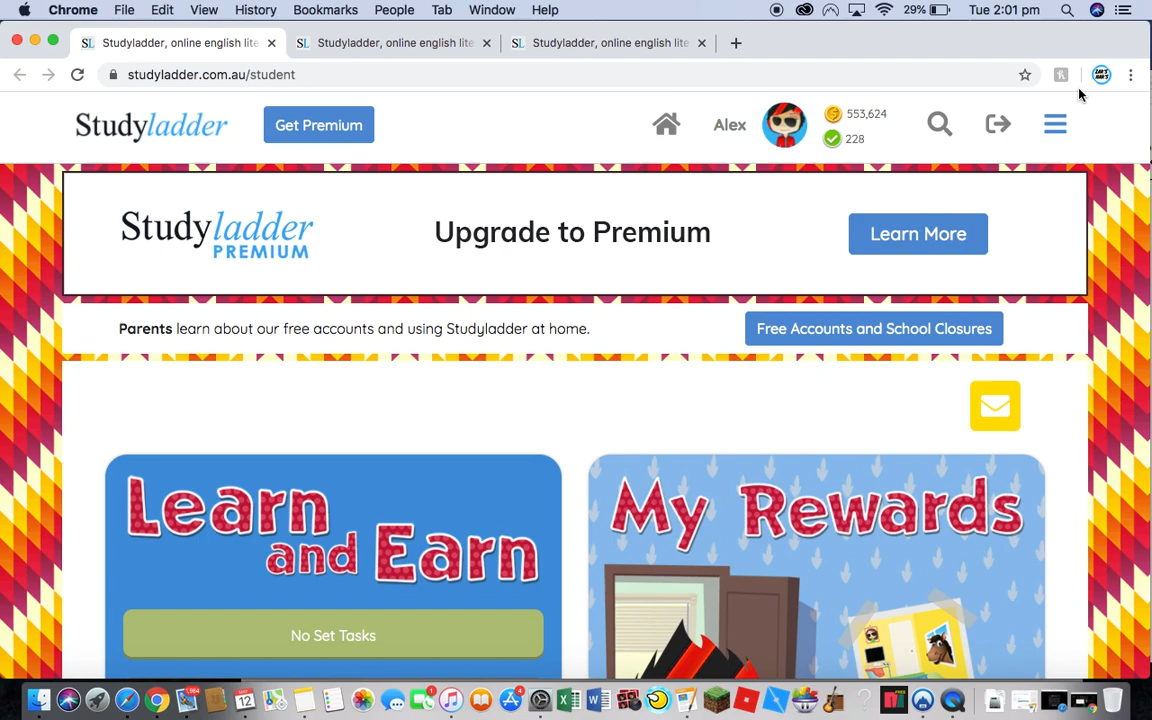 Chrome File Edit View History Bookmarks People Tab Window Help 29% Tue 2:01 pm
SL Studyladder, online english lite SL Studyladder, online english lite SL Studyladder, online english lite
studyladder.com.au/student
Studyladder Get Premium Alex 553,624
228
Studyladder
PREMIUM
Upgrade to Premium
Learn More
Parents learn about our free accounts and using Studyladder at home. Free Accounts and School Closures
Learn
and Earn
No Set Tasks
My Rewards